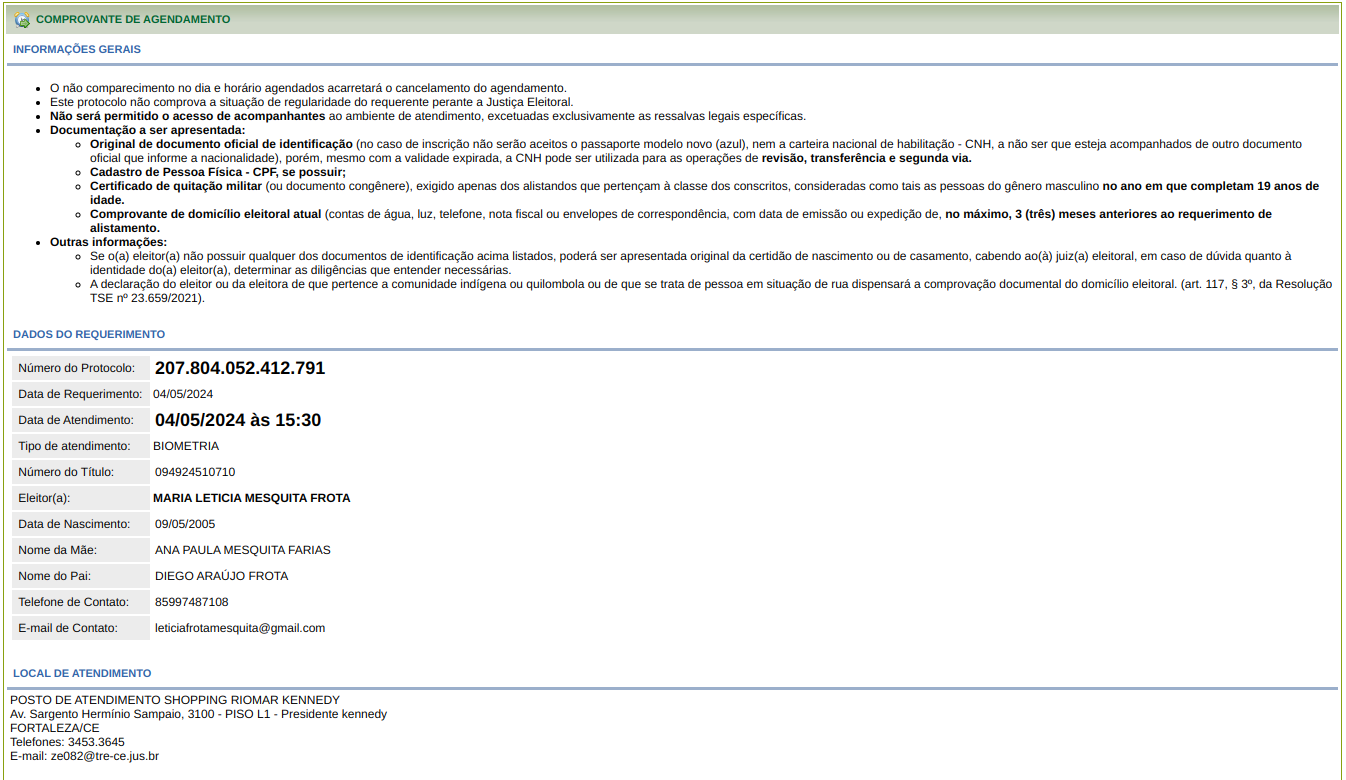 COMPROVANTE DE AGENDAMENTO
INFORMAÇÕES GERAIS
O não comparecimento no dia e horário agendados acarretará o cancelamento do agendamento.
Este protocolo não comprova a situação de regularidade do requerente perante a Justiça Eleitoral.
Não será permitido o acesso de acompanhantes ao ambiente de atendimento, excetuadas exclusivamente as ressalvas legais específicas.
Documentação a ser apresentada:
Original de documento oficial de identificação (no caso de inscrição não serão aceitos o passaporte modelo novo (azul), nem a carteira nacional de habilitação - CNH, a não ser que esteja acompanhados de outro documento
oficial que informe a nacionalidade), porém, mesmo com a validade expirada, a CNH pode ser utilizada para as operações de revisão, transferência e segunda via.
Cadastro de Pessoa Física - CPF, se possuir;
Certificado de quitação militar (ou documento congênere), exigido apenas dos alistandos que pertençam à classe dos conscritos, consideradas como tais as pessoas do gênero masculino no ano em que completam 19 anos de
idade.
Comprovante de domicílio eleitoral atual (contas de água, luz, telefone, nota fiscal ou envelopes de correspondência, com data de emissão ou expedição de, no máximo, 3 (três) meses anteriores ao requerimento de
alistamento.
Outras informações:
Se o(a) eleitor(a) não possuir qualquer dos documentos de identificação acima listados, poderá ser apresentada original da certidão de nascimento ou de casamento, cabendo ao(à) juiz(a) eleitoral, em caso de dúvida quanto à
identidade do(a) eleitor(a), determinar as diligências que entender necessárias.
A declaração do eleitor ou da eleitora de que pertence a comunidade indígena ou quilombola ou de que se trata de pessoa em situação de rua dispensará a comprovação documental do domicílio eleitoral. (art. 117, § 3º, da Resolução
TSE nº 23.659/2021).
DADOS DO REQUERIMENTO
Número do Protocolo: 207.804.052.412.791
Data de Requerimento: 04/05/2024
Data de Atendimento: 04/05/2024 às 15:30
Tipo de atendimento: BIOMETRIA
Número do Título: 094924510710
Eleitor(a): MARIA LETICIA MESQUITA FROTA
Data de Nascimento: 09/05/2005
Nome da Mãe: ANA PAULA MESQUITA FARIAS
Nome do Pai: DIEGO ARAÚJO FROTA
Telefone de Contato: 85997487108
E-mail de Contato: leticiafrotamesquita@gmail.com
LOCAL DE ATENDIMENTO
POSTO DE ATENDIMENTO SHOPPING RIOMAR KENNEDY
Av. Sargento Hermínio Sampaio, 3100 - PISO L1 - Presidente kennedy
FORTALEZA/CE
Telefones: 3453.3645
E-mail: ze082@tre-ce.jus.br